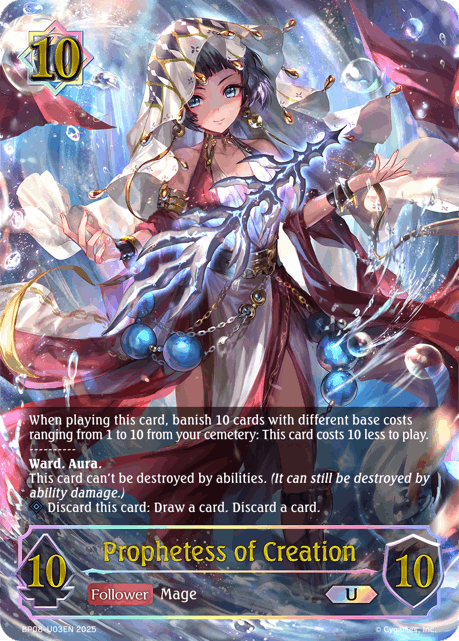 10
When playing this card, banish 10 cards with different base costs
ranging from 1 to 10 from your cemetery: This card costs 10 less to play.
----------
Ward. Aura.
This card can't be destroyed by abilities. (It can still be destroyed by
ability damage.)
Discard this card: Draw a card. Discard a card.
Prophetess of Creation
10
Follower Mage
U
10
BP08-U03EN 2025
© Cygames, Inc.